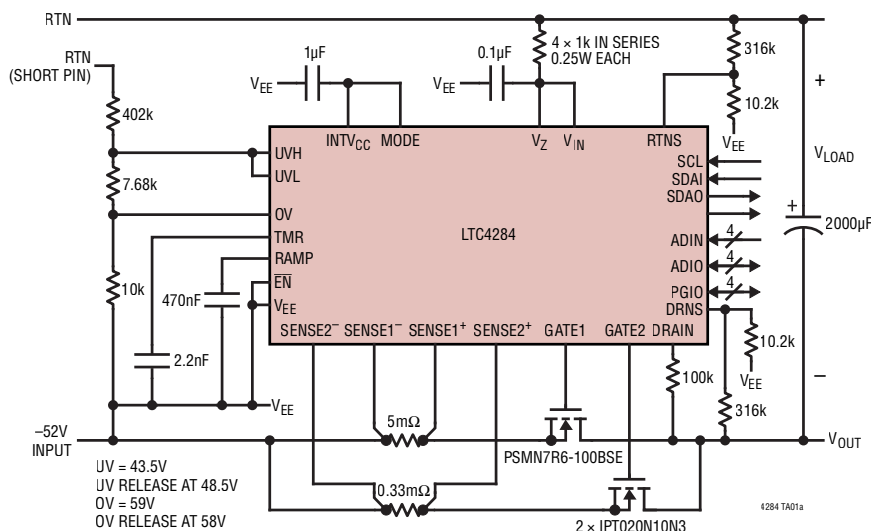 RTN
RTN
(SHORT PIN)
1µF
V_EE
0.1µF
V_EE
4 × 1k IN SERIES
0.25W EACH
316k
10.2k
V_EE
+
V_LOAD
–
402k
7.68k
10k
INTV_CC MODE V_Z V_IN RTNS
UVH
UVL
OV
TMR
RAMP
EN
V_EE
LTC4284
SCL
SDAI
SDAO
ADIN 4
ADIO 4
PGIO 4
DRNS
+
2000µF
SENSE2– SENSE1– SENSE1+ SENSE2+ GATE1 GATE2 DRAIN
470nF
2.2nF
V_EE
100k
10.2k
V_EE
316k
–52V
INPUT
5mΩ
PSMN7R6-100BSE
V_OUT
0.33mΩ
2 × IPT020N10N3
UV = 43.5V
UV RELEASE AT 48.5V
OV = 59V
OV RELEASE AT 58V
4284 TA01a